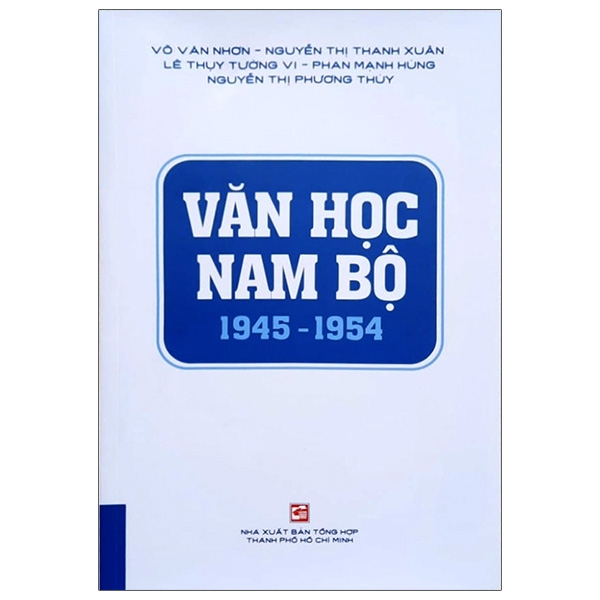 VÕ VĂN NHƠN - NGUYỄN THỊ THANH XUÂN
LÊ THỤY TƯỜNG VI - PHAN MẠNH HÙNG
NGUYỄN THỊ PHƯƠNG THÚY
VĂN HỌC
NAM BỘ
1945 - 1954
NHÀ XUẤT BẢN TỔNG HỢP
THÀNH PHỐ HỒ CHÍ MINH